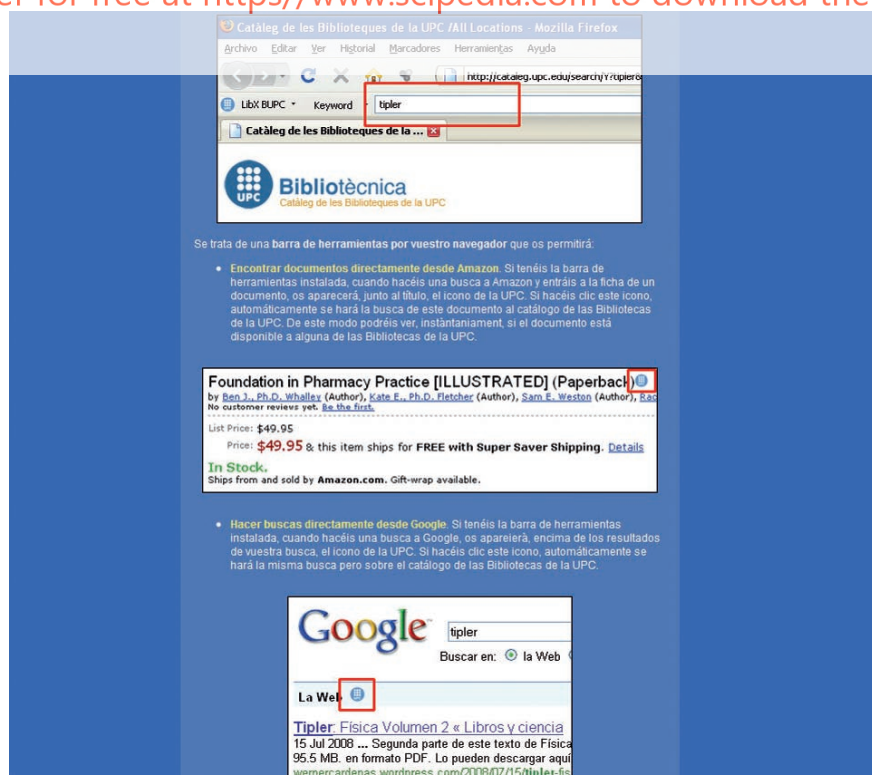 er for free at https//www.scipedia.com to download the
Catàleg de les Biblioteques de la UPC /All Locations - Mozilla Firefox
Archivo Editar Ver Historial Marcadores Herramientas Ayuda
http://cataleg.upc.edu/search/Y?tipler&
LibX BUPC Keyword tipler
Catàleg de les Biblioteques de la ...
UPC
Bibliotècnica
Catàleg de les Biblioteques de la UPC
Se trata de una barra de herramientas por vuestro navegador que os permitirá:
• Encontrar documentos directamente desde Amazon. Si tenéis la barra de
herramientas instalada, cuando hacéis una busca a Amazon y entráis a la ficha de un
documento, os aparecerá, junto al título, el icono de la UPC. Si hacéis clic este icono,
automáticamente se hará la busca de este documento al catálogo de las Bibliotecas
de la UPC. De este modo podréis ver, instàntaniament, si el documento está
disponible a alguna de las Bibliotecas de la UPC.
Foundation in Pharmacy Practice [ILLUSTRATED] (Paperback)
by Ben J., Ph.D. Whalley (Author), Kate E., Ph.D. Fletcher (Author), Sam E. Weston (Author), Rac
No customer reviews yet. Be the first.
List Price: $49.95
Price: $49.95 & this item ships for FREE with Super Saver Shipping. Details
In Stock.
Ships from and sold by Amazon.com. Gift-wrap available.
• Hacer buscas directamente desde Google. Si tenéis la barra de herramientas
instalada, cuando hacéis una busca a Google, os apareierà, encima de los resultados
de vuestra busca, el icono de la UPC. Si hacéis clic este icono, automáticamente se
hará la misma busca pero sobre el catálogo de las Bibliotecas de la UPC.
Google tipler
Buscar en: la Web
La Web
Tipler: Física Volumen 2 « Libros y ciencia
15 Jul 2008 ... Segunda parte de este texto de Física
95.5 MB. en formato PDF. Lo pueden descargar aquí
wernercardenas.wordpress.com/2008/07/15/tipler-fis